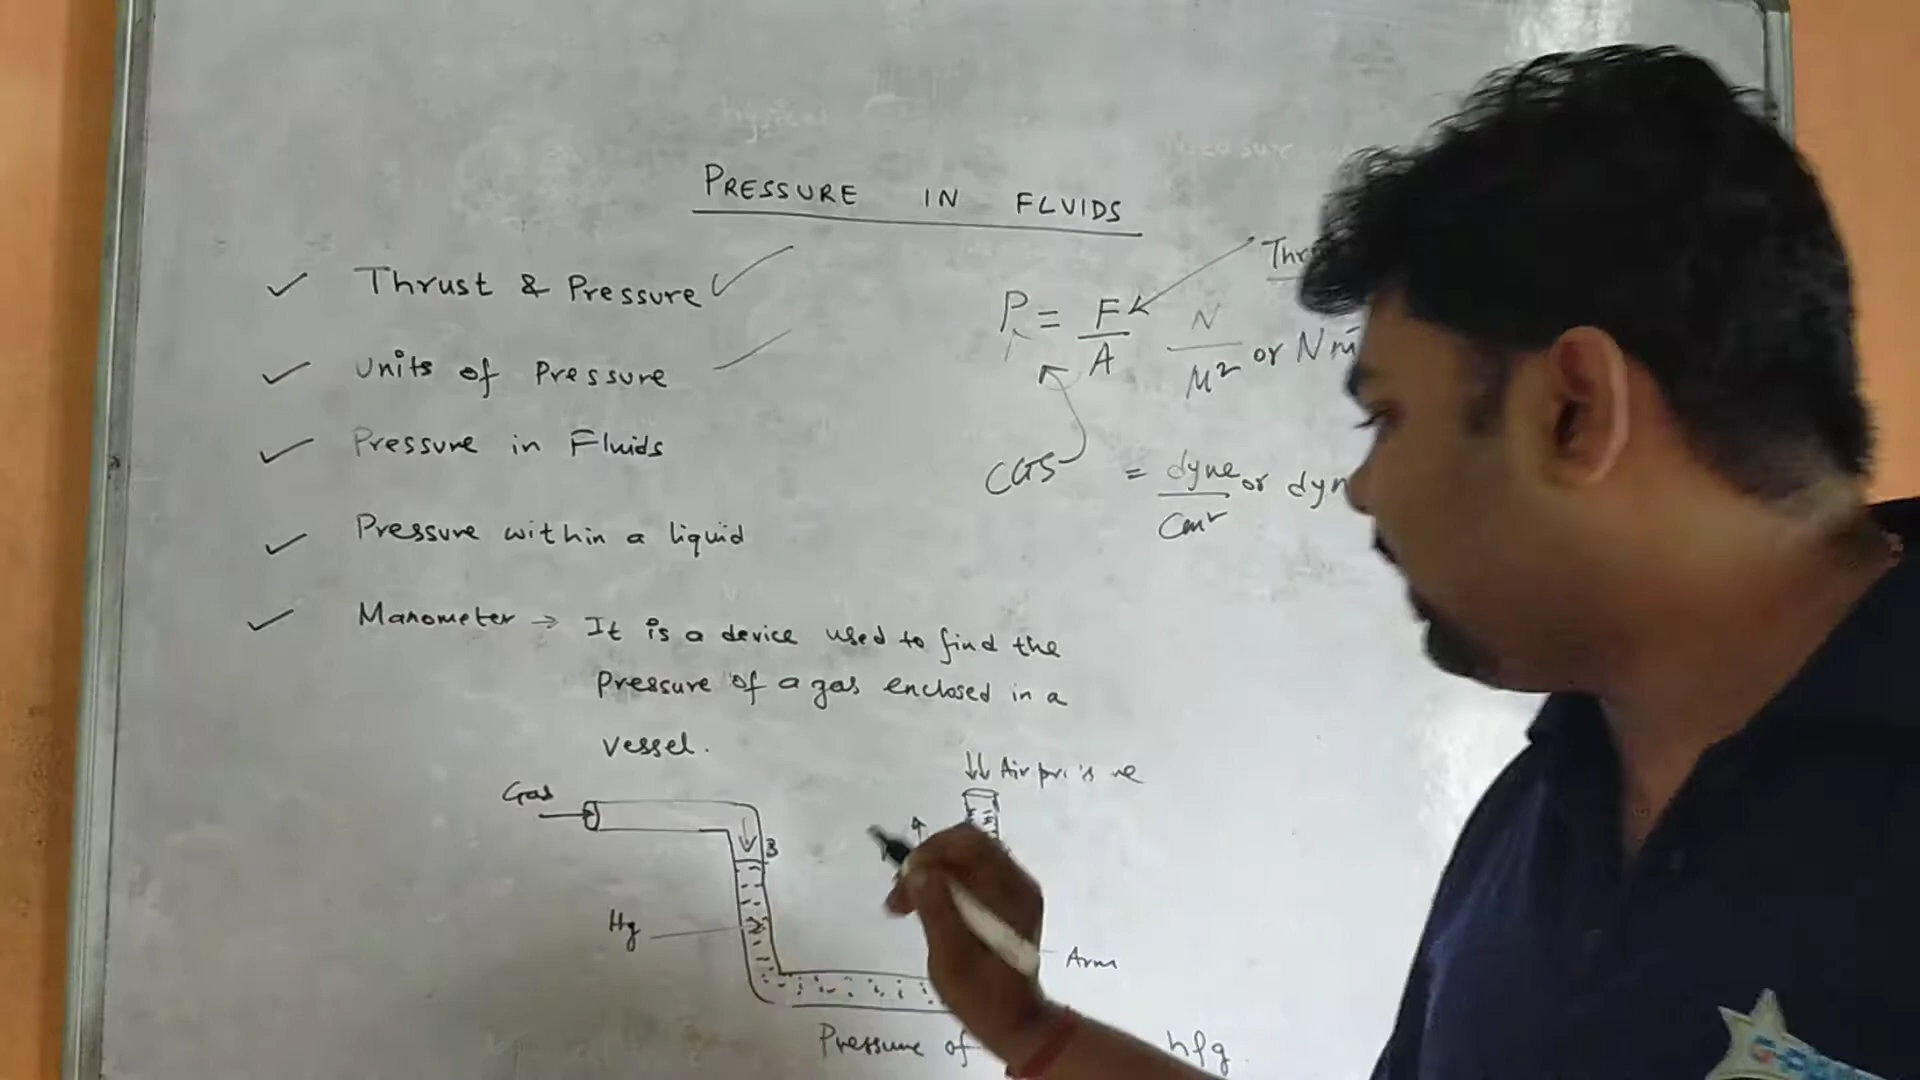 PRESSURE IN FLUIDS
Thrust & Pressure
Units of Pressure
Pressure in Fluids
Pressure within a liquid
Manometer → It is a device used to find the
Pressure of a gas enclosed in a
vessel.
P = F/A N/M² or N
CGS = dyne/cm² or
Gas
Air
B
Hg
Arm
Pressure of
hρg